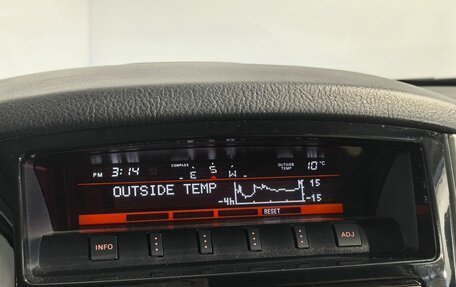 PM 3:14 COMPASS E S W OUTSIDE TEMP 10°C
OUTSIDE TEMP 15
-4h -15
RESET
INFO ADJ